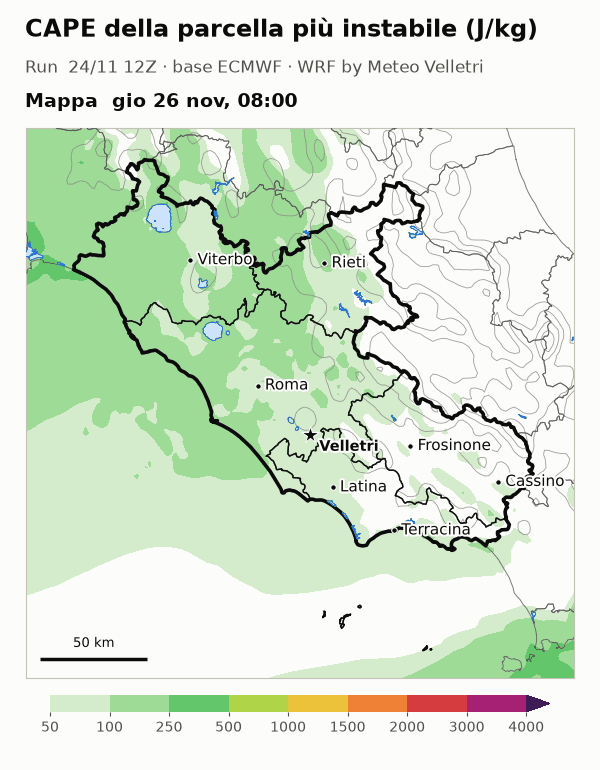 CAPE della parcella più instabile (J/kg)
Run  24/11 12Z · base ECMWF · WRF by Meteo Velletri
Mappa  gio 26 nov, 08:00
Viterbo
Rieti
Roma
Velletri
Frosinone
Cassino
Latina
Terracina
50 km
50 100 250 500 1000 1500 2000 3000 4000